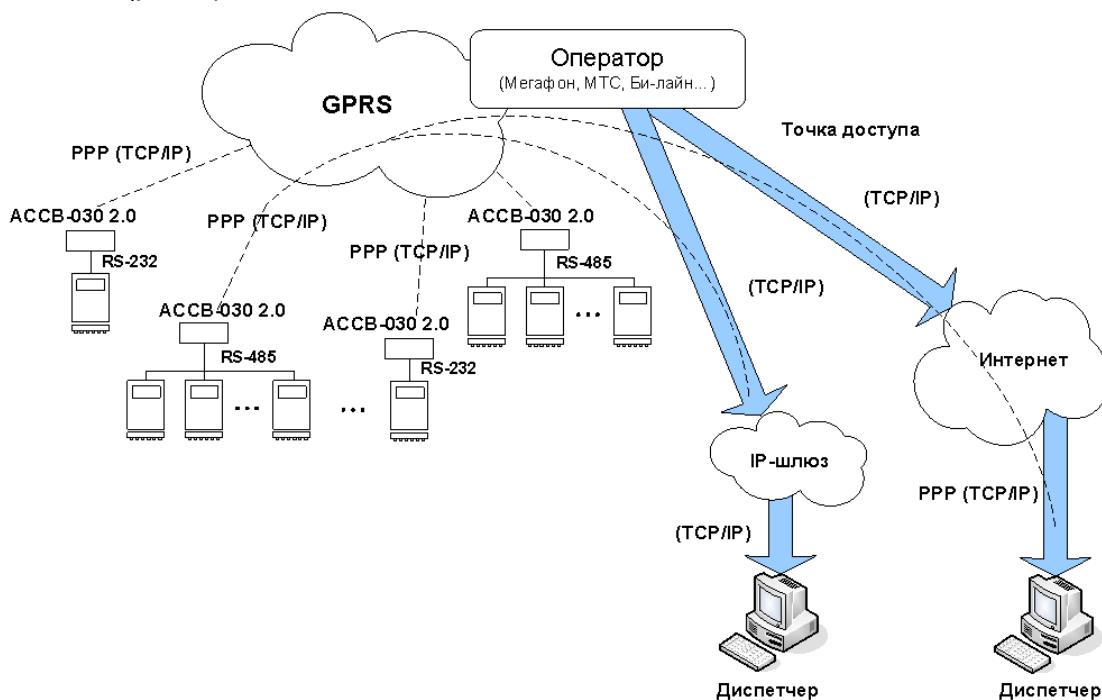 Оператор
(Мегафон, МТС, Би-лайн…)
GPRS
Точка доступа
PPP (TCP/IP)
(TCP/IP)
АССВ-030 2.0
PPP (TCP/IP)
АССВ-030 2.0
RS-232
PPP (TCP/IP)
RS-485
(TCP/IP)
АССВ-030 2.0
АССВ-030 2.0
RS-485
RS-232
Интернет
...
...
...
IP-шлюз
PPP (TCP/IP)
(TCP/IP)
Диспетчер
Диспетчер